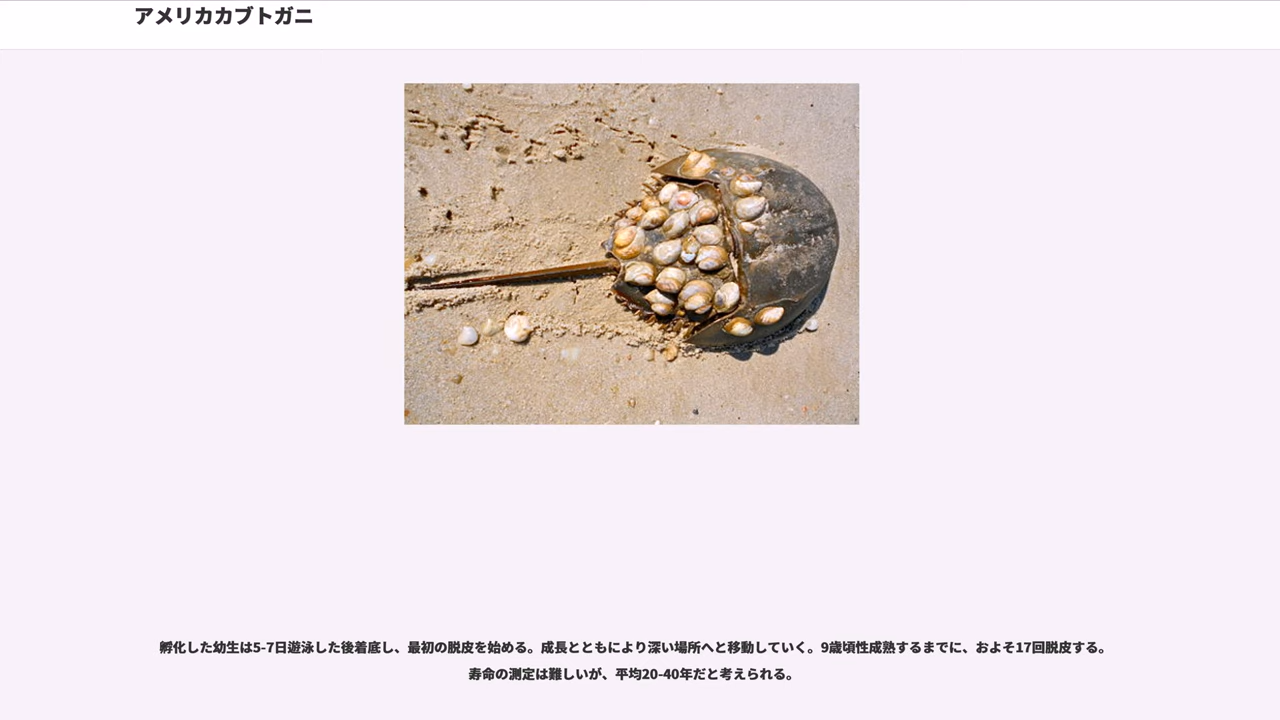 アメリカカブトガニ
孵化した幼生は5-7日遊泳した後着底し、最初の脱皮を始める。成長とともにより深い場所へと移動していく。9歳頃性成熟するまでに、およそ17回脱皮する。
寿命の測定は難しいが、平均20-40年だと考えられる。